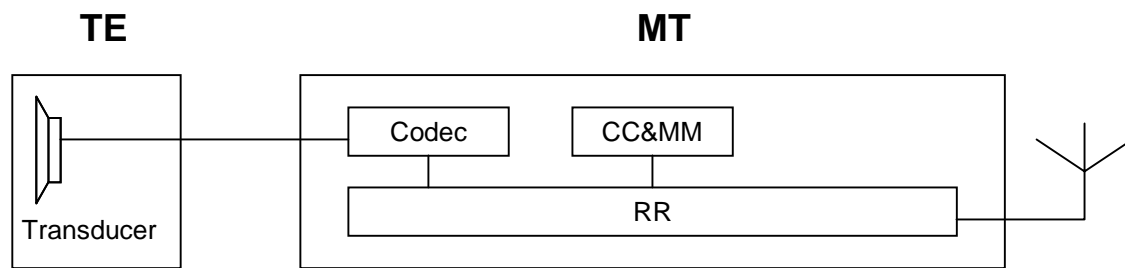 TE
MT
Codec
CC&MM
RR
Transducer